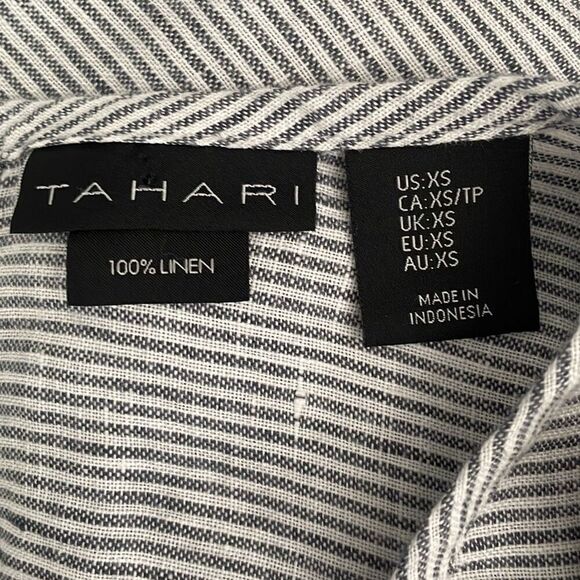 TAHARI
100% LINEN
US:XS
CA:XS/TP
UK:XS
EU:XS
AU:XS
MADE IN
INDONESIA